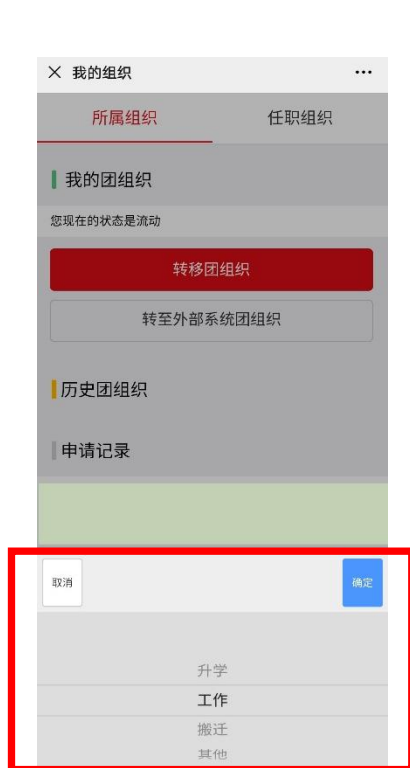 我的组织
所属组织 任职组织
我的团组织
您现在的状态是流动
转移团组织
转至外部系统团组织
历史团组织
申请记录
取消 确定
升学
工作
搬迁
其他